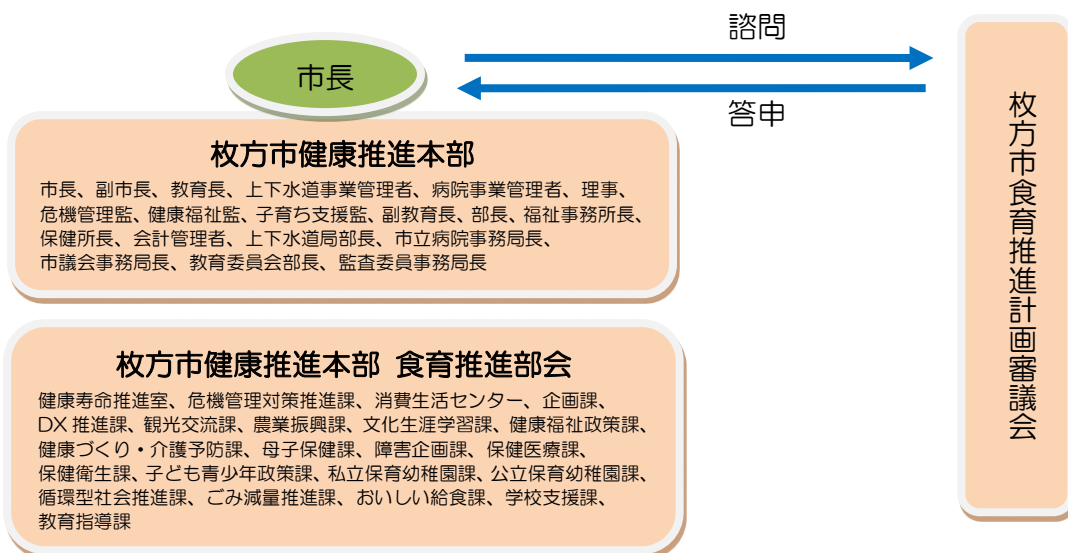 諮問
市長
答申
枚方市健康推進本部
市長、副市長、教育長、上下水道事業管理者、病院事業管理者、理事、
危機管理監、健康福祉監、子育ち支援監、副教育長、部長、福祉事務所長、
保健所長、会計管理者、上下水道局部長、市立病院事務局長、
市議会事務局長、教育委員会部長、監査委員事務局長
枚方市健康推進本部 食育推進部会
健康寿命推進室、危機管理対策推進課、消費生活センター、企画課、
DX 推進課、観光交流課、農業振興課、文化生涯学習課、健康福祉政策課、
健康づくり・介護予防課、母子保健課、障害企画課、保健医療課、
保健衛生課、子ども青少年政策課、私立保育幼稚園課、公立保育幼稚園課、
循環型社会推進課、ごみ減量推進課、おいしい給食課、学校支援課、
教育指導課
枚方市食育推進計画審議会